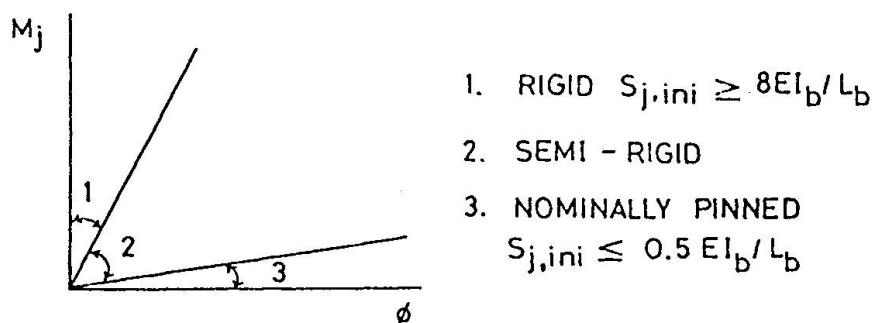 Mj
1
2
3
ø
1. RIGID Sj,ini ≥ 8EIb/Lb
2. SEMI - RIGID
3. NOMINALLY PINNED
Sj,ini ≤ 0.5 EIb/Lb